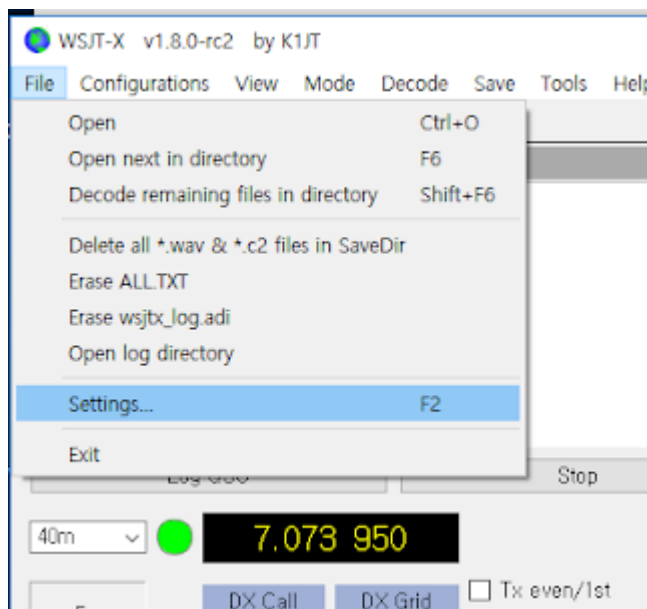 WSJT-X v1.8.0-rc2 by K1JT
File Configurations View Mode Decode Save Tools Help
Open Ctrl+O
Open next in directory F6
Decode remaining files in directory Shift+F6
Delete all *.wav & *.c2 files in SaveDir
Erase ALL.TXT
Erase wsjtx_log.adi
Open log directory
Settings... F2
Exit
Log QSO Stop
40m 7.073 950
DX Call DX Grid Tx even/1st